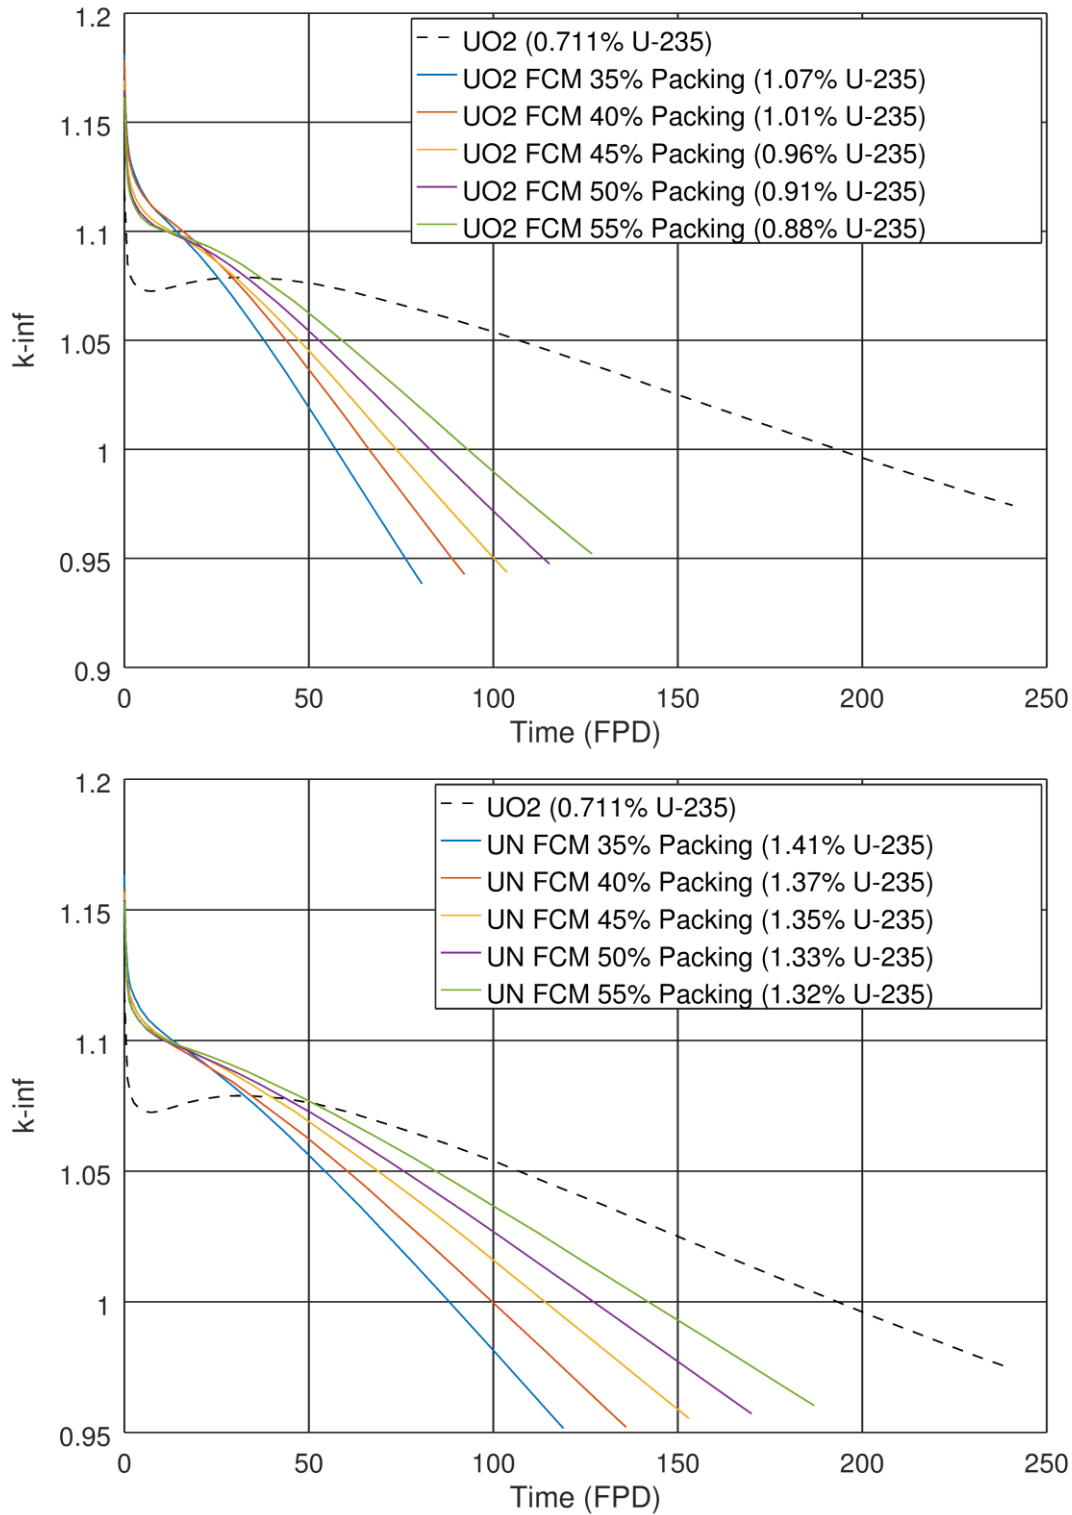 1.2
1.15
1.1
1.05
1
0.95
0.9
k-inf
UO2 (0.711% U-235)
UO2 FCM 35% Packing (1.07% U-235)
UO2 FCM 40% Packing (1.01% U-235)
UO2 FCM 45% Packing (0.96% U-235)
UO2 FCM 50% Packing (0.91% U-235)
UO2 FCM 55% Packing (0.88% U-235)
0 50 100 150 200 250
Time (FPD)
1.2
1.15
1.1
1.05
1
0.95
k-inf
UO2 (0.711% U-235)
UN FCM 35% Packing (1.41% U-235)
UN FCM 40% Packing (1.37% U-235)
UN FCM 45% Packing (1.35% U-235)
UN FCM 50% Packing (1.33% U-235)
UN FCM 55% Packing (1.32% U-235)
0 50 100 150 200 250
Time (FPD)